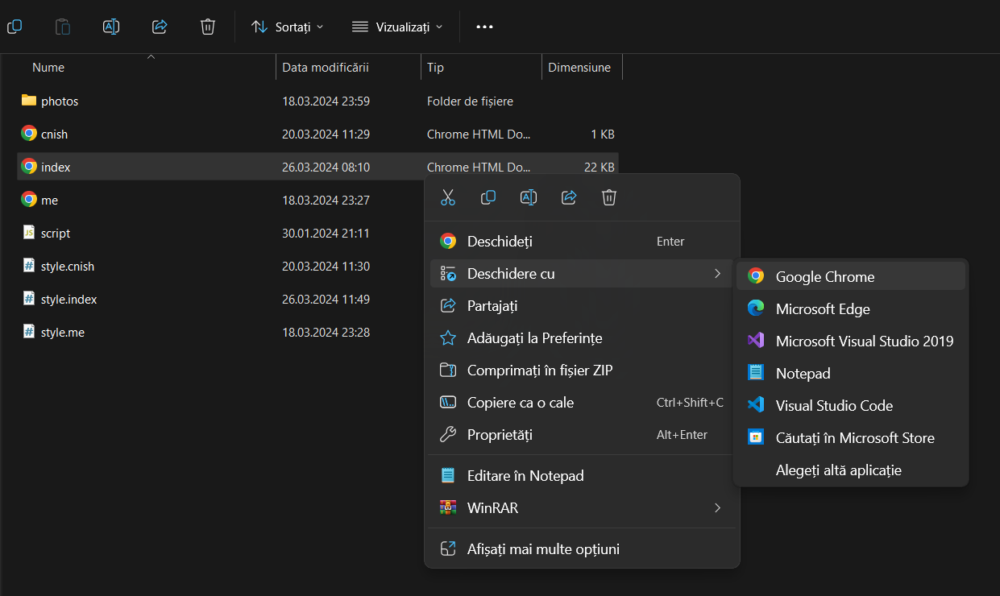 Sortați
Vizualizați
Nume
Data modificării
Tip
Dimensiune
photos
18.03.2024 23:59
Folder de fișiere
cnish
20.03.2024 11:29
Chrome HTML Do...
1 KB
index
26.03.2024 08:10
Chrome HTML Do...
22 KB
me
18.03.2024 23:27
script
30.01.2024 21:11
style.cnish
20.03.2024 11:30
style.index
26.03.2024 11:49
style.me
18.03.2024 23:28
Deschideți
Enter
Deschidere cu
Partajați
Adăugați la Preferințe
Comprimați în fișier ZIP
Copiere ca o cale
Ctrl+Shift+C
Proprietăți
Alt+Enter
Editare în Notepad
WinRAR
Afișați mai multe opțiuni
Google Chrome
Microsoft Edge
Microsoft Visual Studio 2019
Notepad
Visual Studio Code
Căutați în Microsoft Store
Alegeți altă aplicație